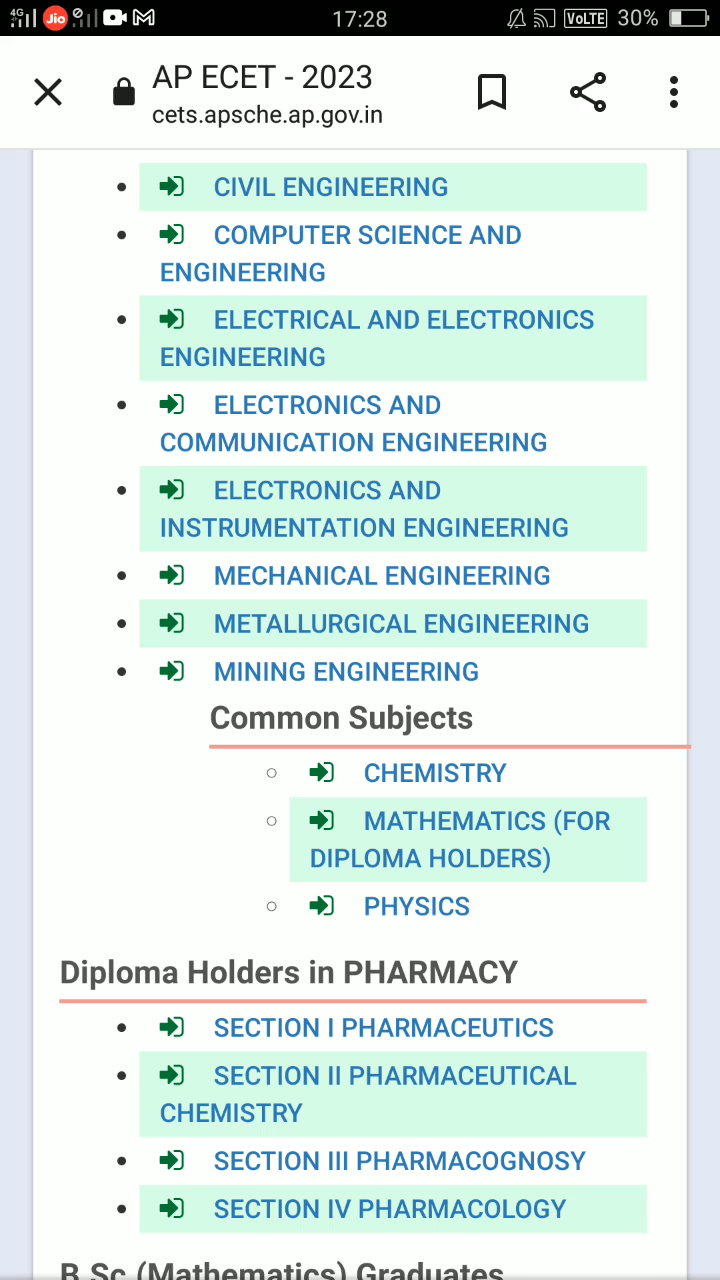 4G Jio 17:28 VoLTE 30%
AP ECET - 2023
cets.apsche.ap.gov.in
CIVIL ENGINEERING
COMPUTER SCIENCE AND
ENGINEERING
ELECTRICAL AND ELECTRONICS
ENGINEERING
ELECTRONICS AND
COMMUNICATION ENGINEERING
ELECTRONICS AND
INSTRUMENTATION ENGINEERING
MECHANICAL ENGINEERING
METALLURGICAL ENGINEERING
MINING ENGINEERING
Common Subjects
CHEMISTRY
MATHEMATICS (FOR
DIPLOMA HOLDERS)
PHYSICS
Diploma Holders in PHARMACY
SECTION I PHARMACEUTICS
SECTION II PHARMACEUTICAL
CHEMISTRY
SECTION III PHARMACOGNOSY
SECTION IV PHARMACOLOGY
B.Sc.(Mathematics) Graduates